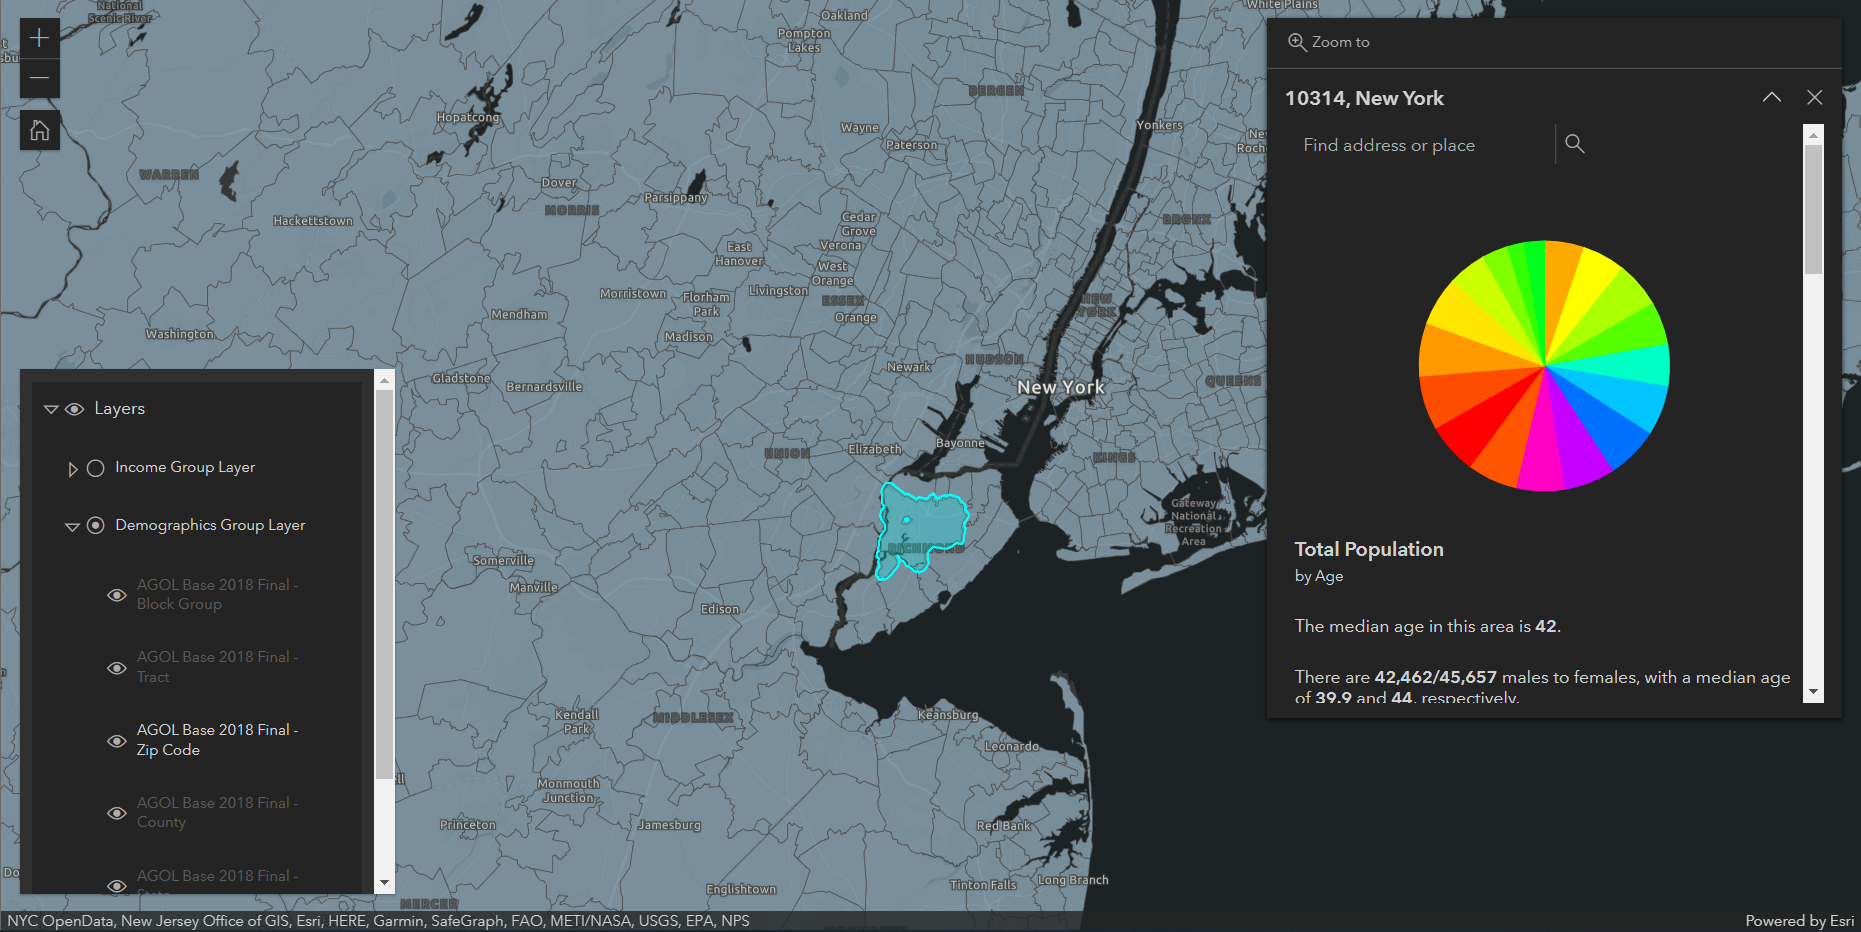 National
Scenic River
Oakland
Pompton
Lakes
White Plains
BERGEN
Hopatcong
Wayne
Paterson
Yonkers
WARREN
Dover
MORRIS
Parsippany
Hackettstown
Cedar
Grove
Verona
BRONX
East
Hanover
West
Orange
Livingston
Morristown
Florham
Park
ESSEX
Orange
NEW
YORK
Mendham
Washington
Madison
Newark
HUDSON
Gladstone
Bernardsville
New York
QUEENS
UNION
Elizabeth
Bayonne
KINGS
Gateway
National
Recreation
Area
RICHMOND
Somerville
Manville
Edison
Kendall
Park
MIDDLESEX
Keansburg
Leonardo
Monmouth
Junction
Princeton
Jamesburg
Red Bank
Englishtown
Tinton Falls
Long Branch
MERCER
Layers
Income Group Layer
Demographics Group Layer
AGOL Base 2018 Final -
Block Group
AGOL Base 2018 Final -
Tract
AGOL Base 2018 Final -
Zip Code
AGOL Base 2018 Final -
County
AGOL Base 2018 Final -
State
Zoom to
10314, New York
Find address or place
Total Population
by Age
The median age in this area is 42.
There are 42,462/45,657 males to females, with a median age
of 39.9 and 44, respectively.
NYC OpenData, New Jersey Office of GIS, Esri, HERE, Garmin, SafeGraph, FAO, METI/NASA, USGS, EPA, NPS
Powered by Esri